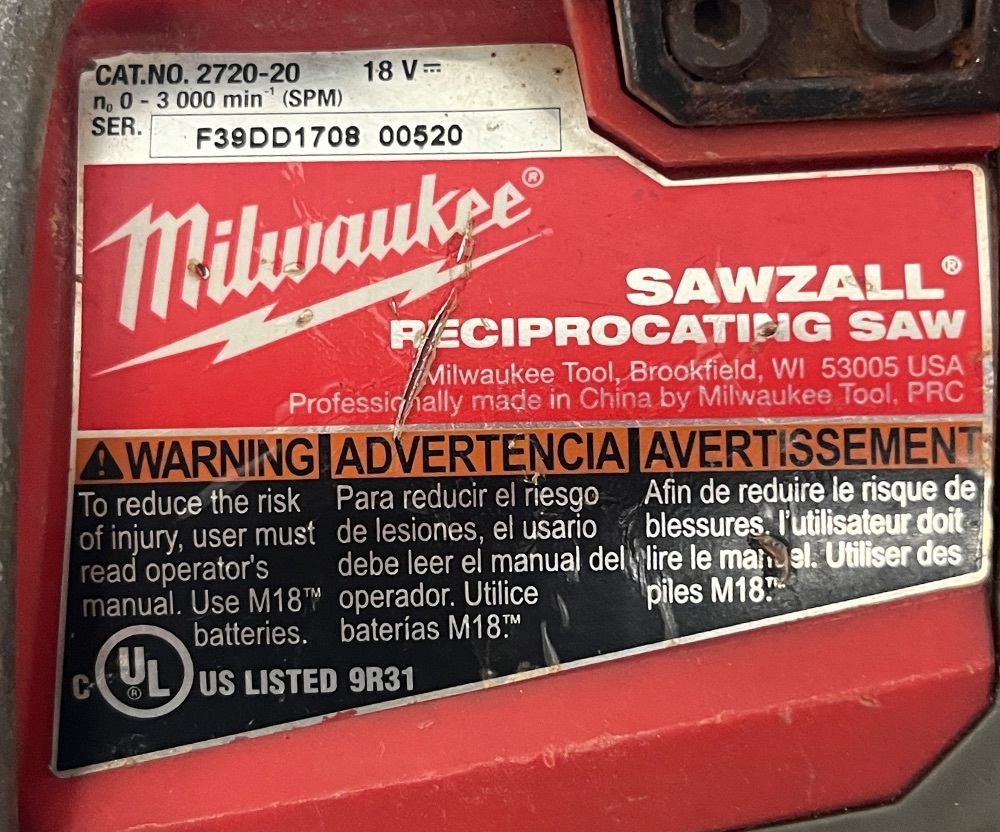 CAT.NO. 2720-20 18 V⎓
n₀ 0 - 3 000 min⁻¹ (SPM)
SER. F39DD1708 00520
Milwaukee®
SAWZALL®
RECIPROCATING SAW
Milwaukee Tool, Brookfield, WI 53005 USA
Professionally made in China by Milwaukee Tool, PRC
⚠WARNING
To reduce the risk
of injury, user must
read operator's
manual. Use M18™
batteries.
ADVERTENCIA
Para reducir el riesgo
de lesiones, el usario
debe leer el manual del
operador. Utilice
baterías M18.™
AVERTISSEMENT
Afin de reduire le risque de
blessures, l'utilisateur doit
lire le manuel. Utiliser des
piles M18.™
C UL® US LISTED 9R31